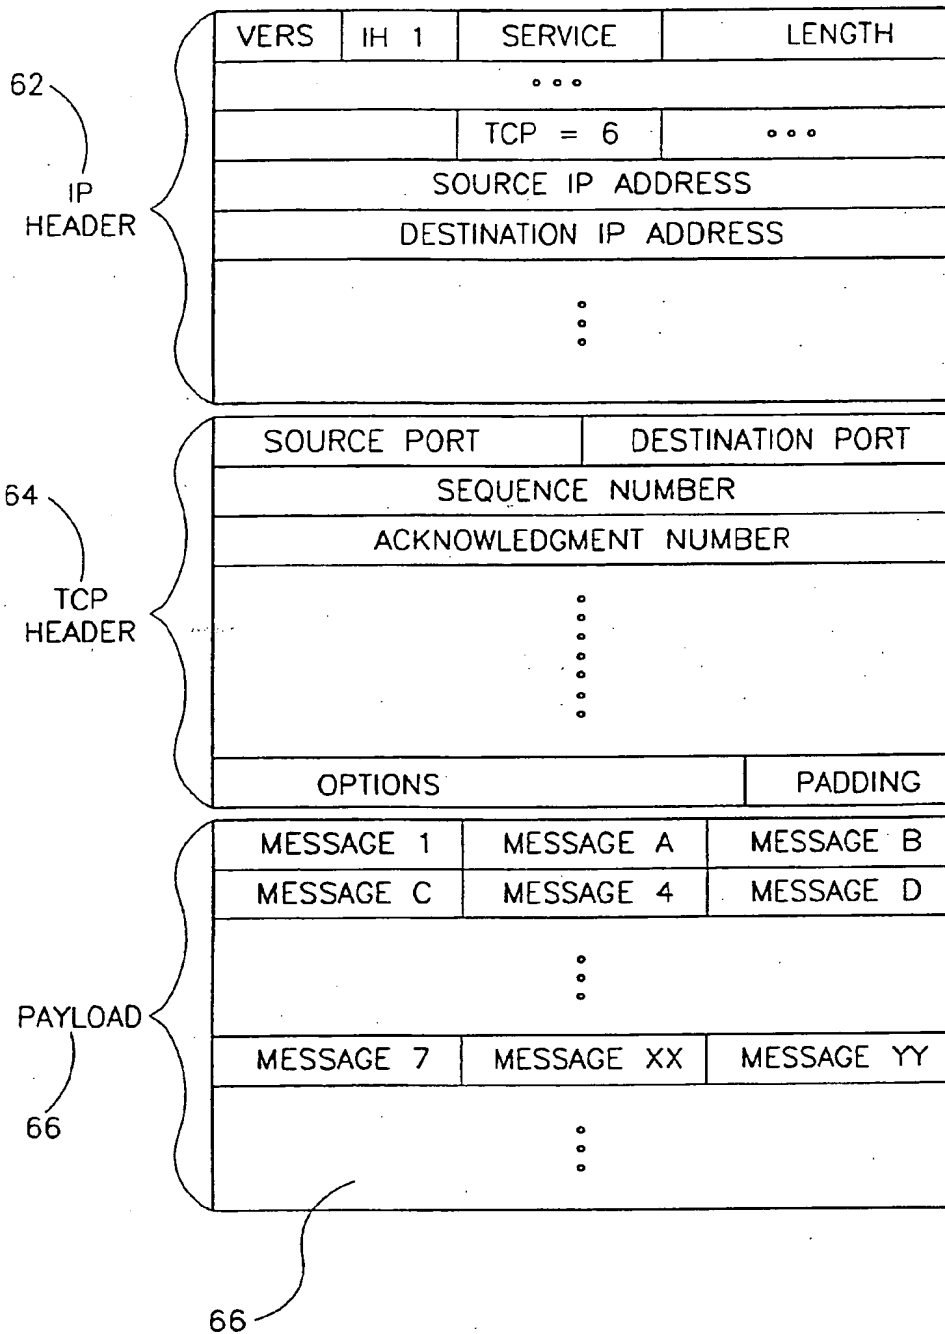 VERS IH 1 SERVICE LENGTH
62
TCP = 6
IP
HEADER
SOURCE IP ADDRESS
DESTINATION IP ADDRESS
SOURCE PORT DESTINATION PORT
SEQUENCE NUMBER
64
ACKNOWLEDGMENT NUMBER
TCP
HEADER
OPTIONS PADDING
MESSAGE 1 MESSAGE A MESSAGE B
MESSAGE C MESSAGE 4 MESSAGE D
PAYLOAD
MESSAGE 7 MESSAGE XX MESSAGE YY
66
66